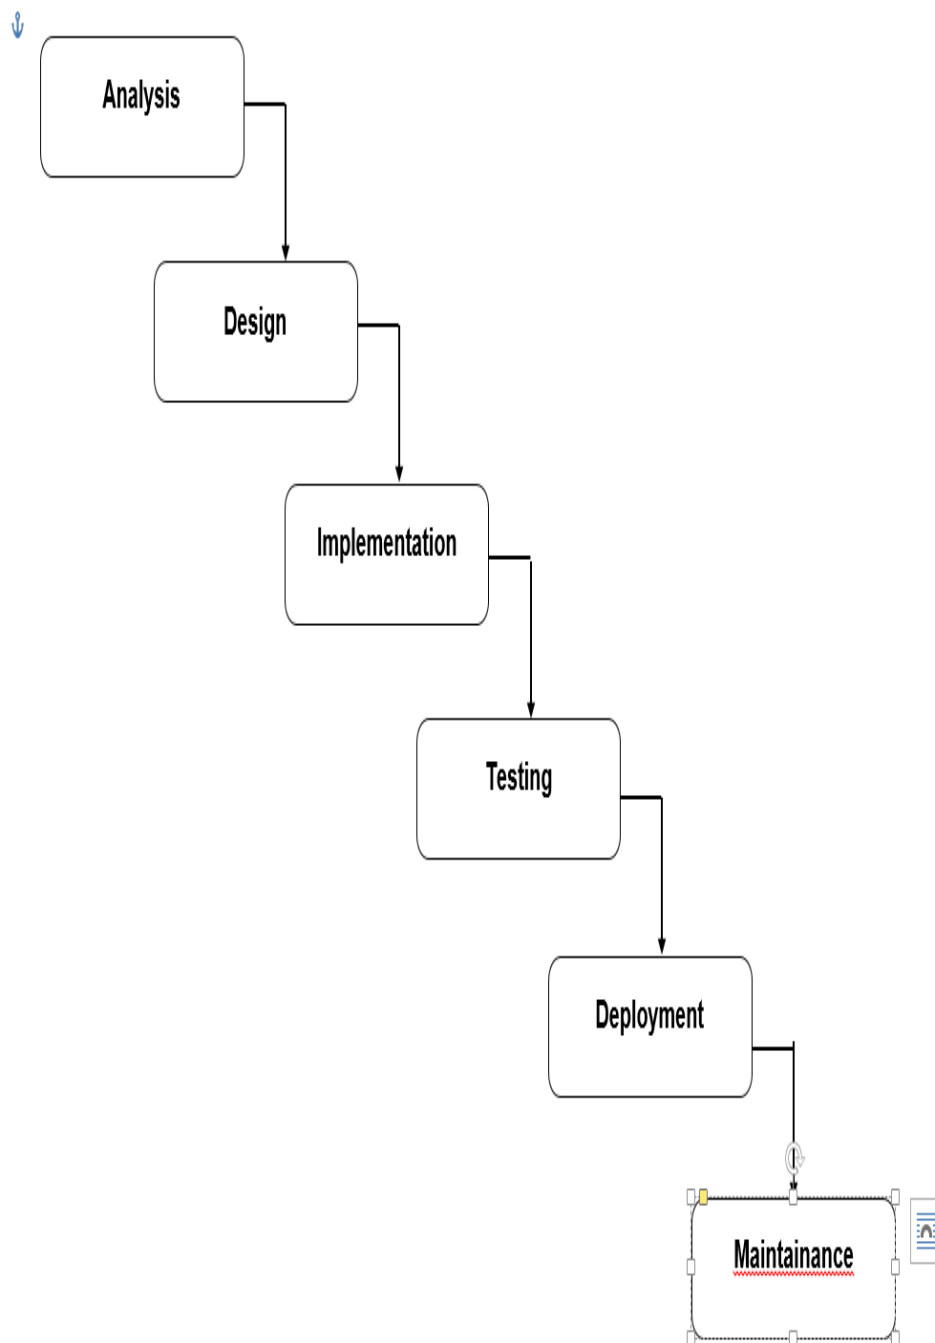 Analysis
Design
Implementation
Testing
Deployment
Maintainance